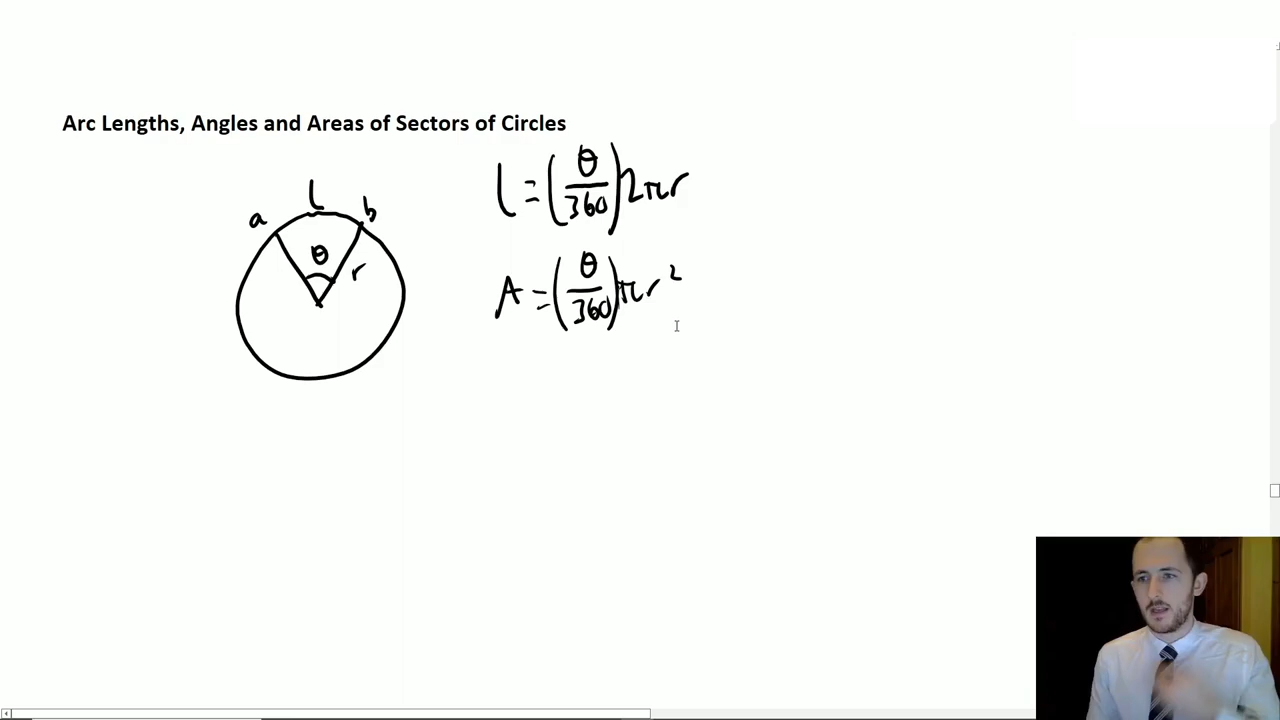 Arc Lengths, Angles and Areas of Sectors of Circles
l
a
b
θ
r
l = (θ/360) 2πr
A = (θ/360) πr²